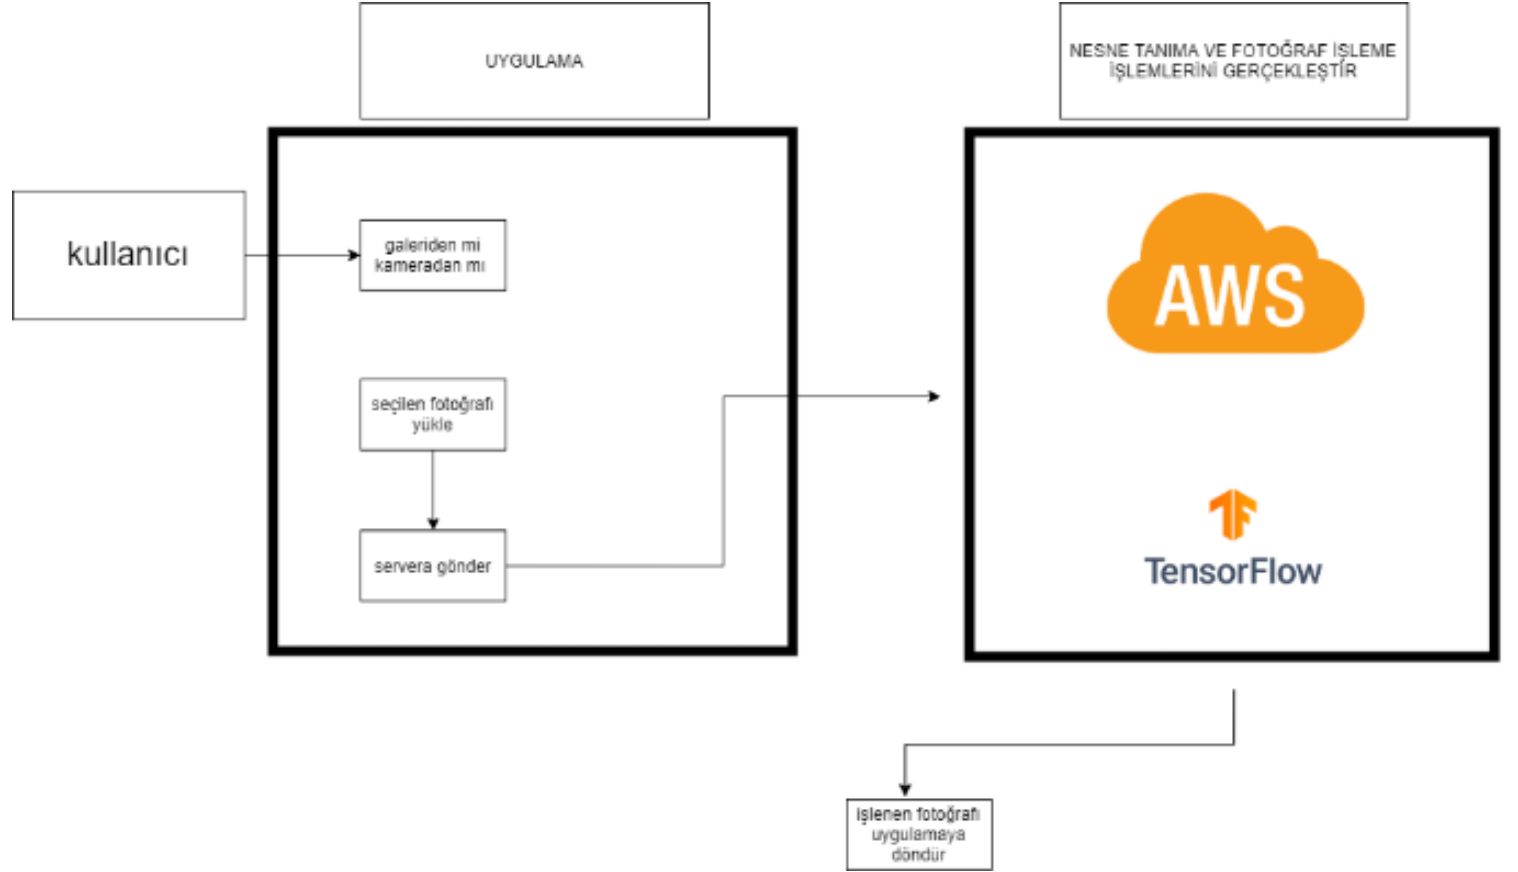 UYGULAMA
NESNE TANIMA VE FOTOĞRAF İŞLEME
İŞLEMLERİNİ GERÇEKLEŞTİR
kullanıcı
galeriden mi
kameradan mı
AWS
seçilen fotoğrafı
yükle
servera gönder
TensorFlow
işlenen fotoğrafı
uygulamaya
döndür